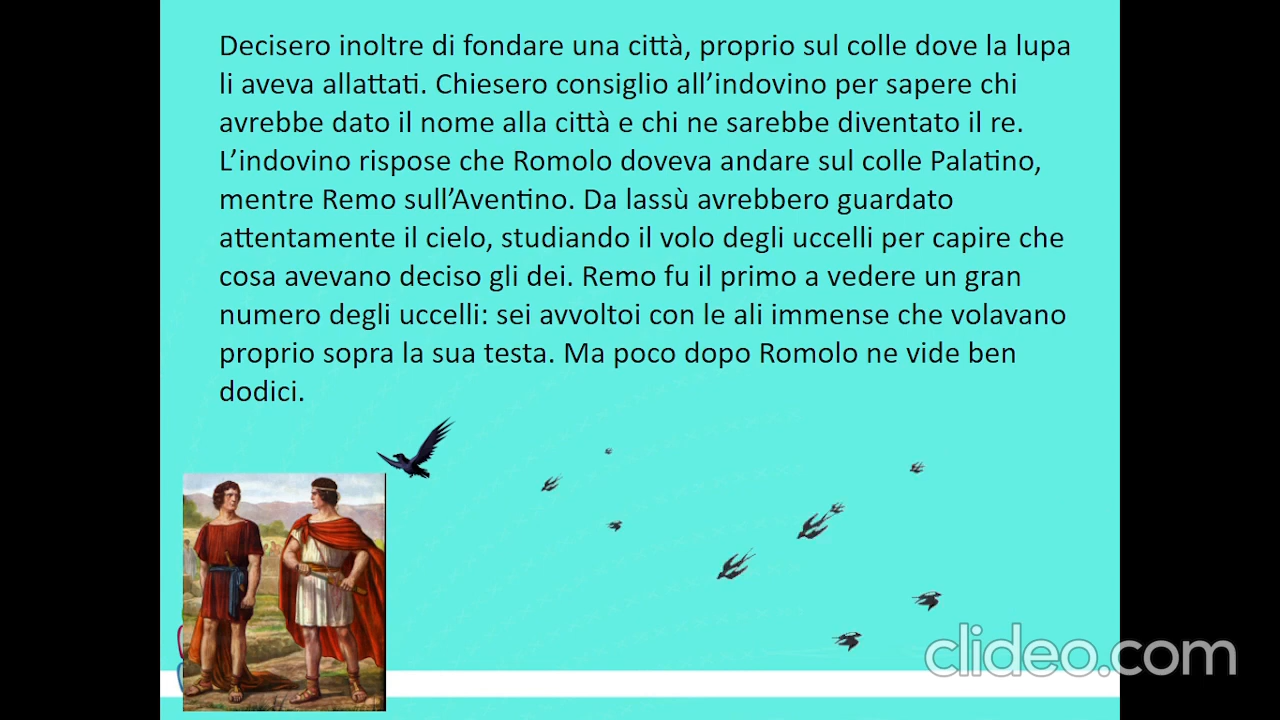 Decisero inoltre di fondare una città, proprio sul colle dove la lupa
li aveva allattati. Chiesero consiglio all’indovino per sapere chi
avrebbe dato il nome alla città e chi ne sarebbe diventato il re.
L’indovino rispose che Romolo doveva andare sul colle Palatino,
mentre Remo sull’Aventino. Da lassù avrebbero guardato
attentamente il cielo, studiando il volo degli uccelli per capire che
cosa avevano deciso gli dei. Remo fu il primo a vedere un gran
numero degli uccelli: sei avvoltoi con le ali immense che volavano
proprio sopra la sua testa. Ma poco dopo Romolo ne vide ben
dodici.
clideo.com